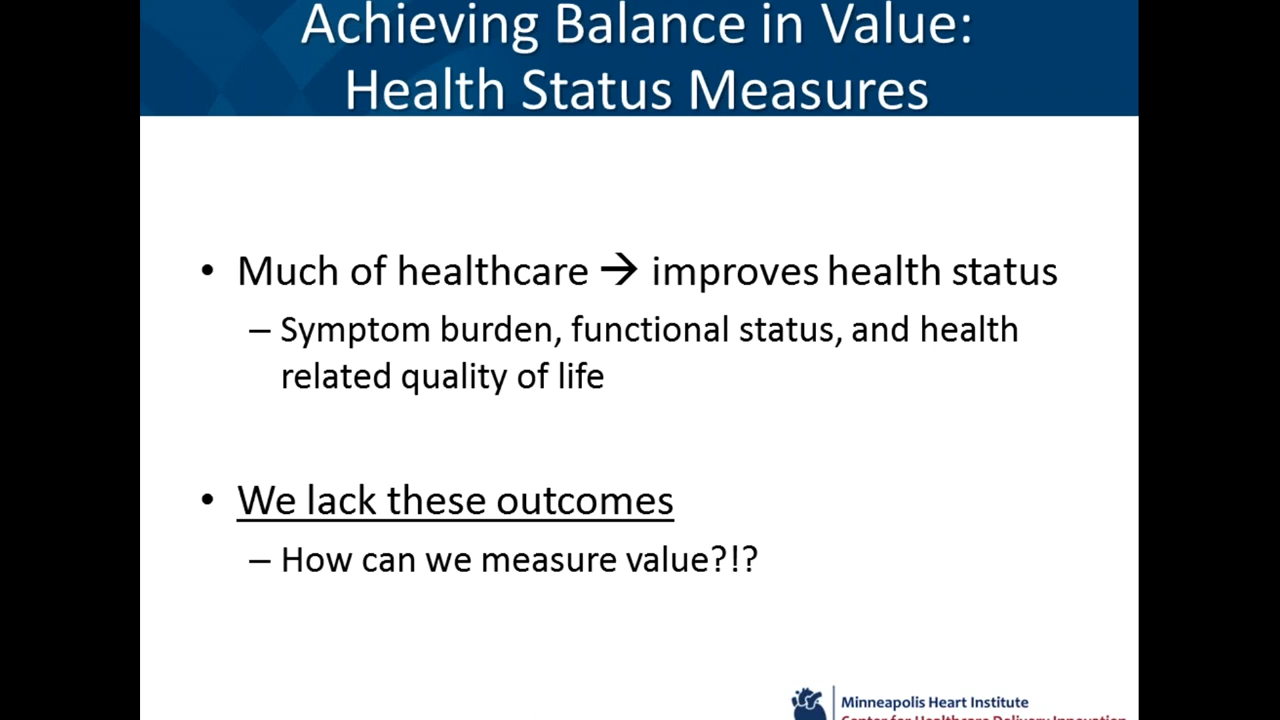 Achieving Balance in Value:
Health Status Measures
• Much of healthcare → improves health status
– Symptom burden, functional status, and health
related quality of life
• We lack these outcomes
– How can we measure value?!?
Minneapolis Heart Institute
Center for Healthcare Delivery Innovation